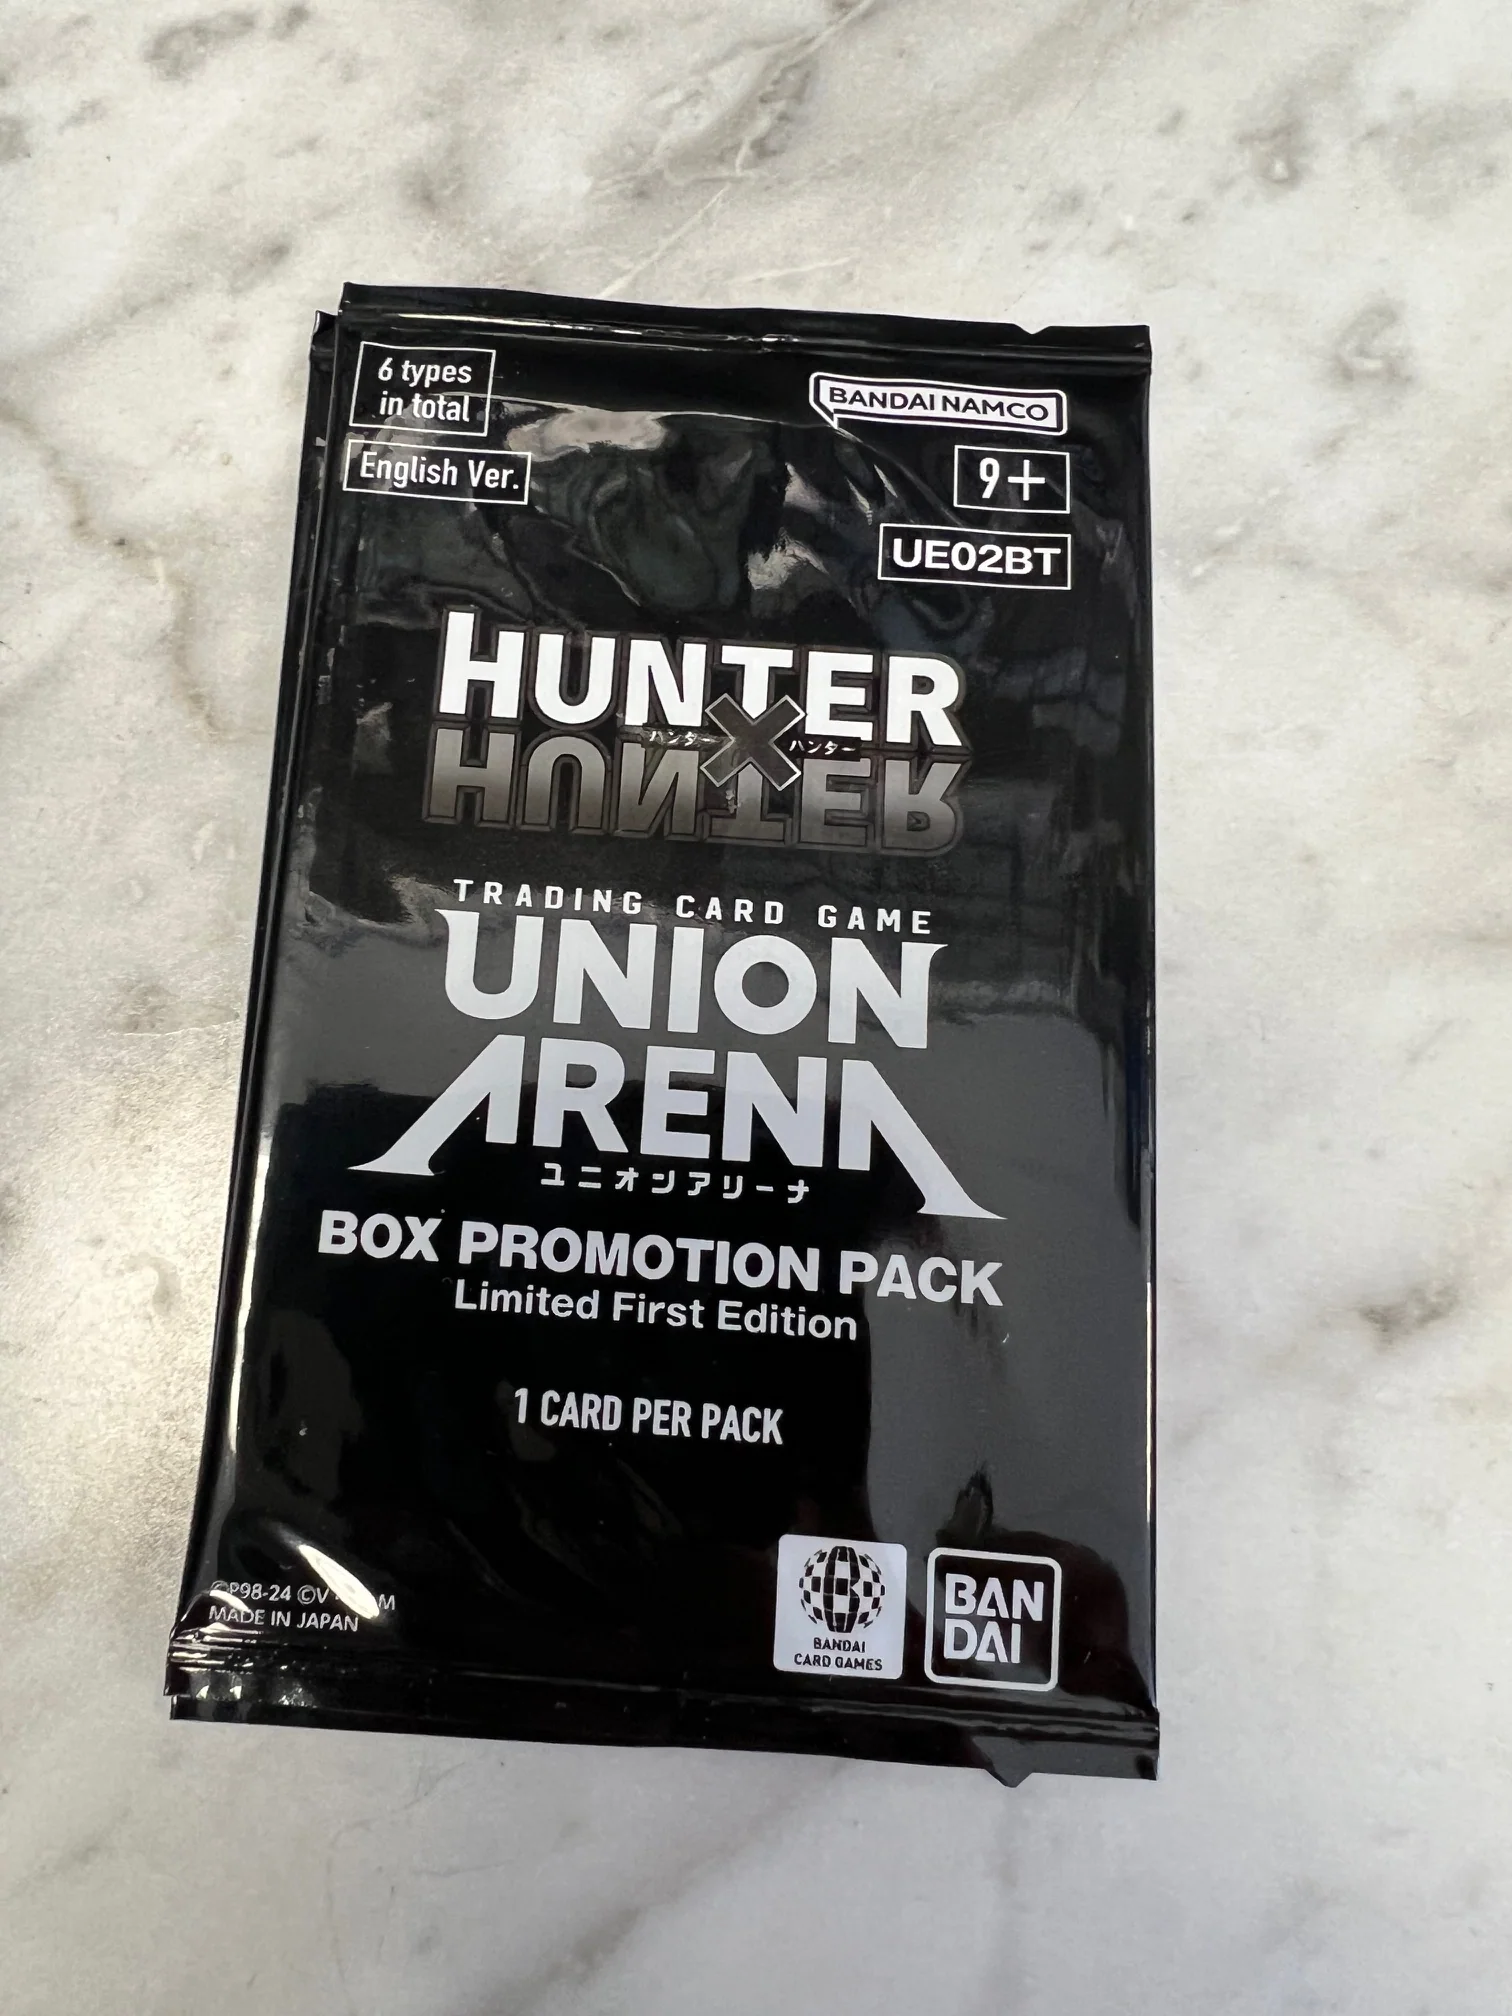 6 types
in total
English Ver.
BANDAI NAMCO
9+
UE02BT
HUNTER
×
ハンター ハンター
HUNTER
TRADING CARD GAME
UNION
ARENA
ユニオンアリーナ
BOX PROMOTION PACK
Limited First Edition
1 CARD PER PACK
©P98-24 ©V
MADE IN JAPAN
BANDAI
CARD GAMES
BAN
DAI